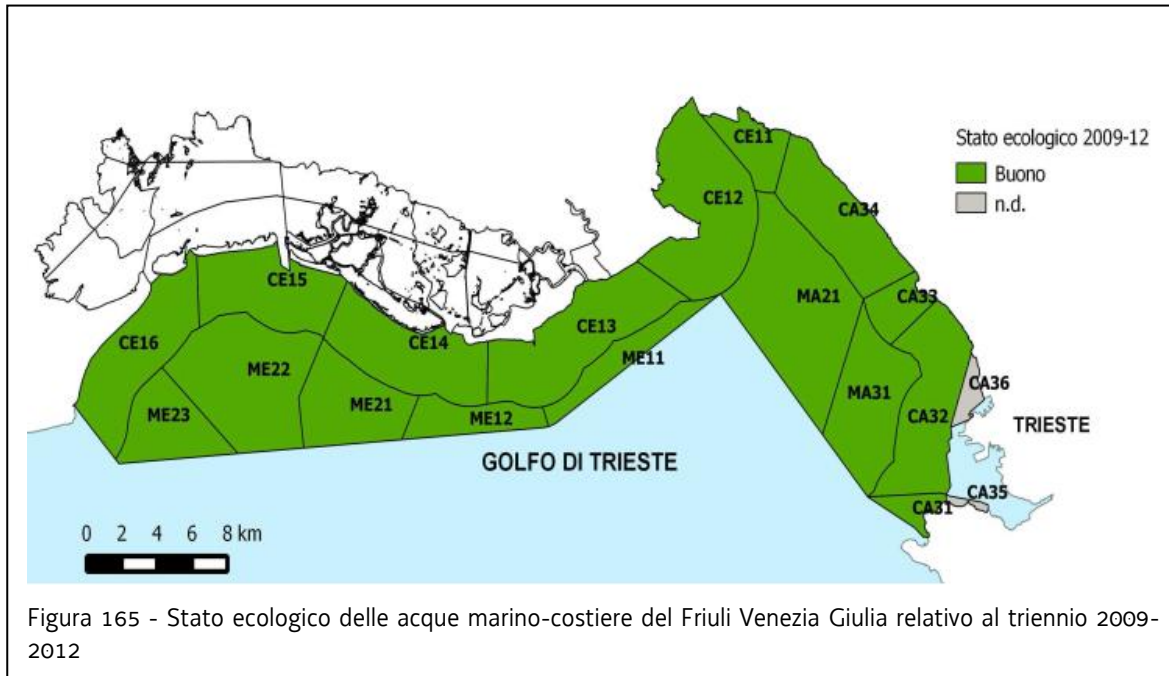 Stato ecologico 2009-12
Buono
n.d.
CE11
CE12
CA34
CE15
MA21
CA33
CE13
CE14
CE16
ME11
ME22
CA36
ME21
MA31
CA32
ME23
ME12
TRIESTE
GOLFO DI TRIESTE
CA35
CA31
0 2 4 6 8 km
Figura 165 - Stato ecologico delle acque marino-costiere del Friuli Venezia Giulia relativo al triennio 2009-
2012